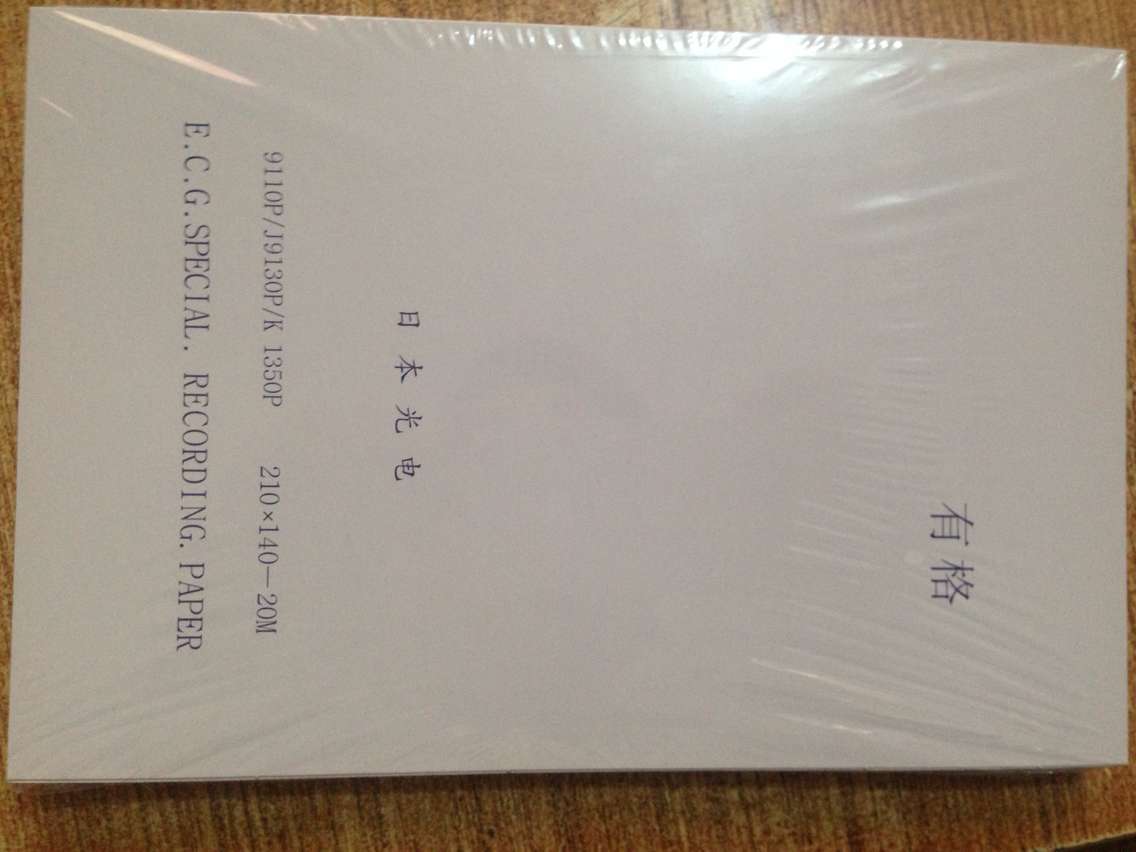 有格
日本光电
9110P/J9130P/K 1350P 210×140—20M
E.C.G.SPECIAL. RECORDING.PAPER